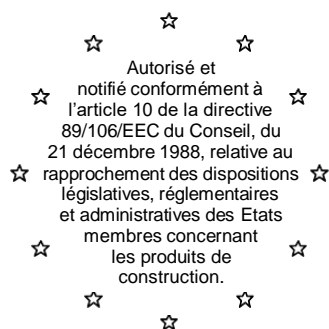 Autorisé et
notifié conformément à
l'article 10 de la directive
89/106/EEC du Conseil, du
21 décembre 1988, relative au
rapprochement des dispositions
législatives, réglementaires
et administratives des Etats
membres concernant
les produits de
construction.